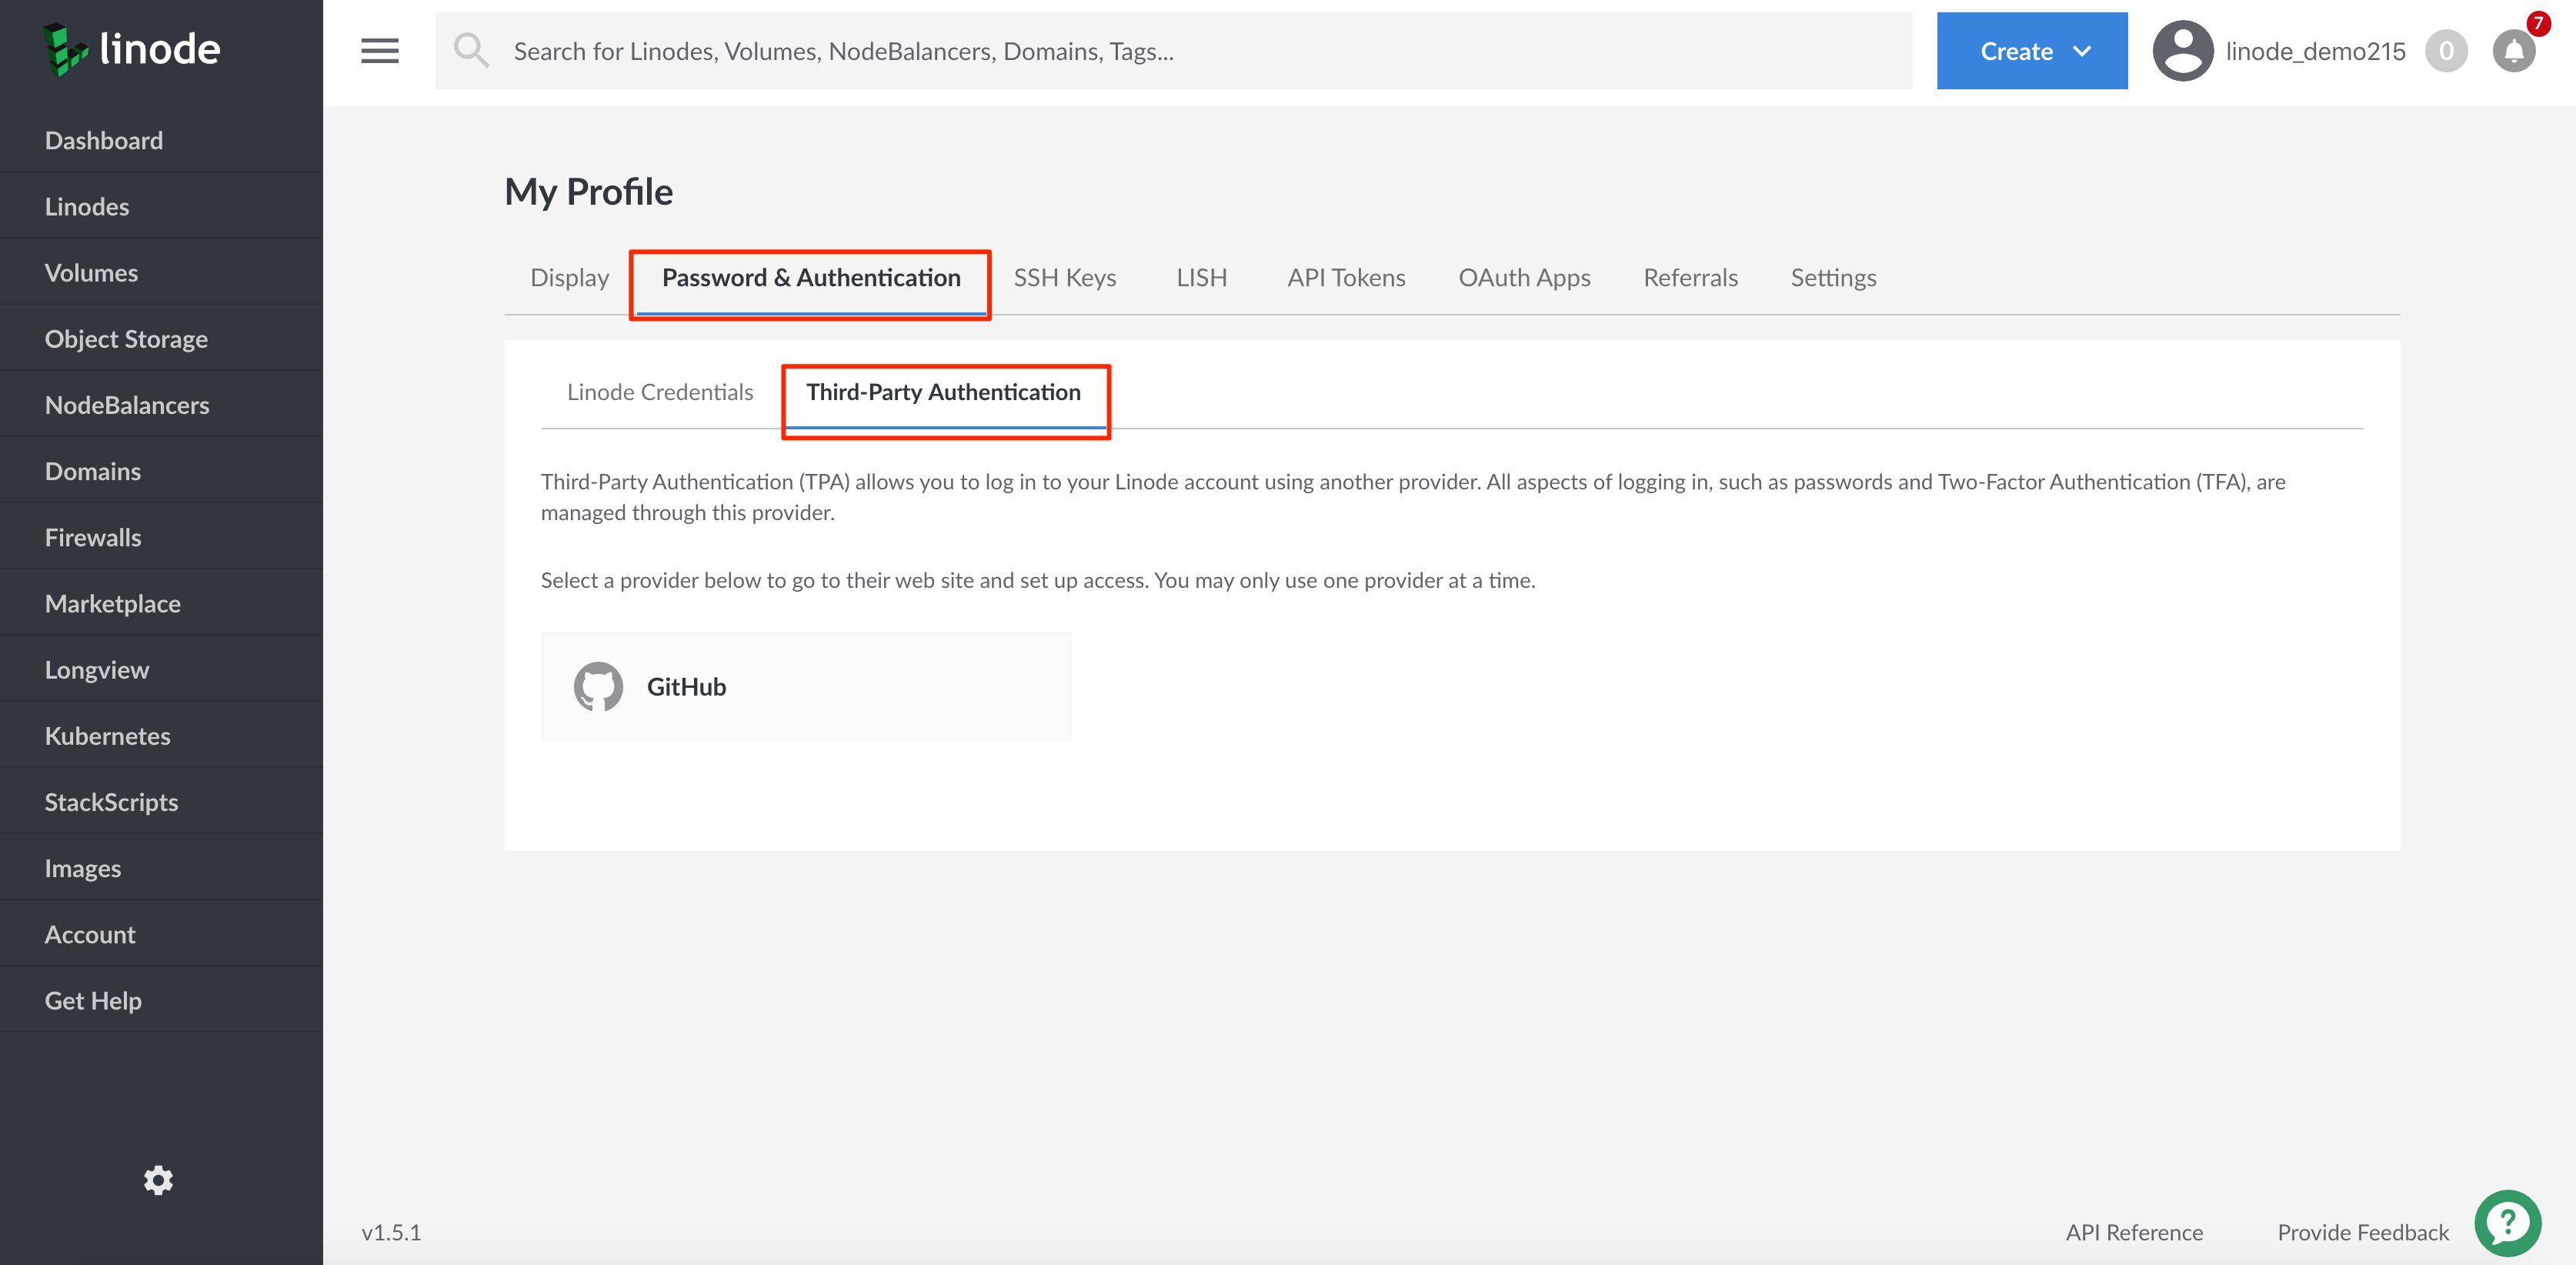 linode
Search for Linodes, Volumes, NodeBalancers, Domains, Tags...
Create
linode_demo215
0
7
Dashboard
Linodes
Volumes
Object Storage
NodeBalancers
Domains
Firewalls
Marketplace
Longview
Kubernetes
StackScripts
Images
Account
Get Help
My Profile
Display
Password & Authentication
SSH Keys
LISH
API Tokens
OAuth Apps
Referrals
Settings
Linode Credentials
Third-Party Authentication
Third-Party Authentication (TPA) allows you to log in to your Linode account using another provider. All aspects of logging in, such as passwords and Two-Factor Authentication (TFA), are
managed through this provider.
Select a provider below to go to their web site and set up access. You may only use one provider at a time.
GitHub
v1.5.1
API Reference
Provide Feedback
?